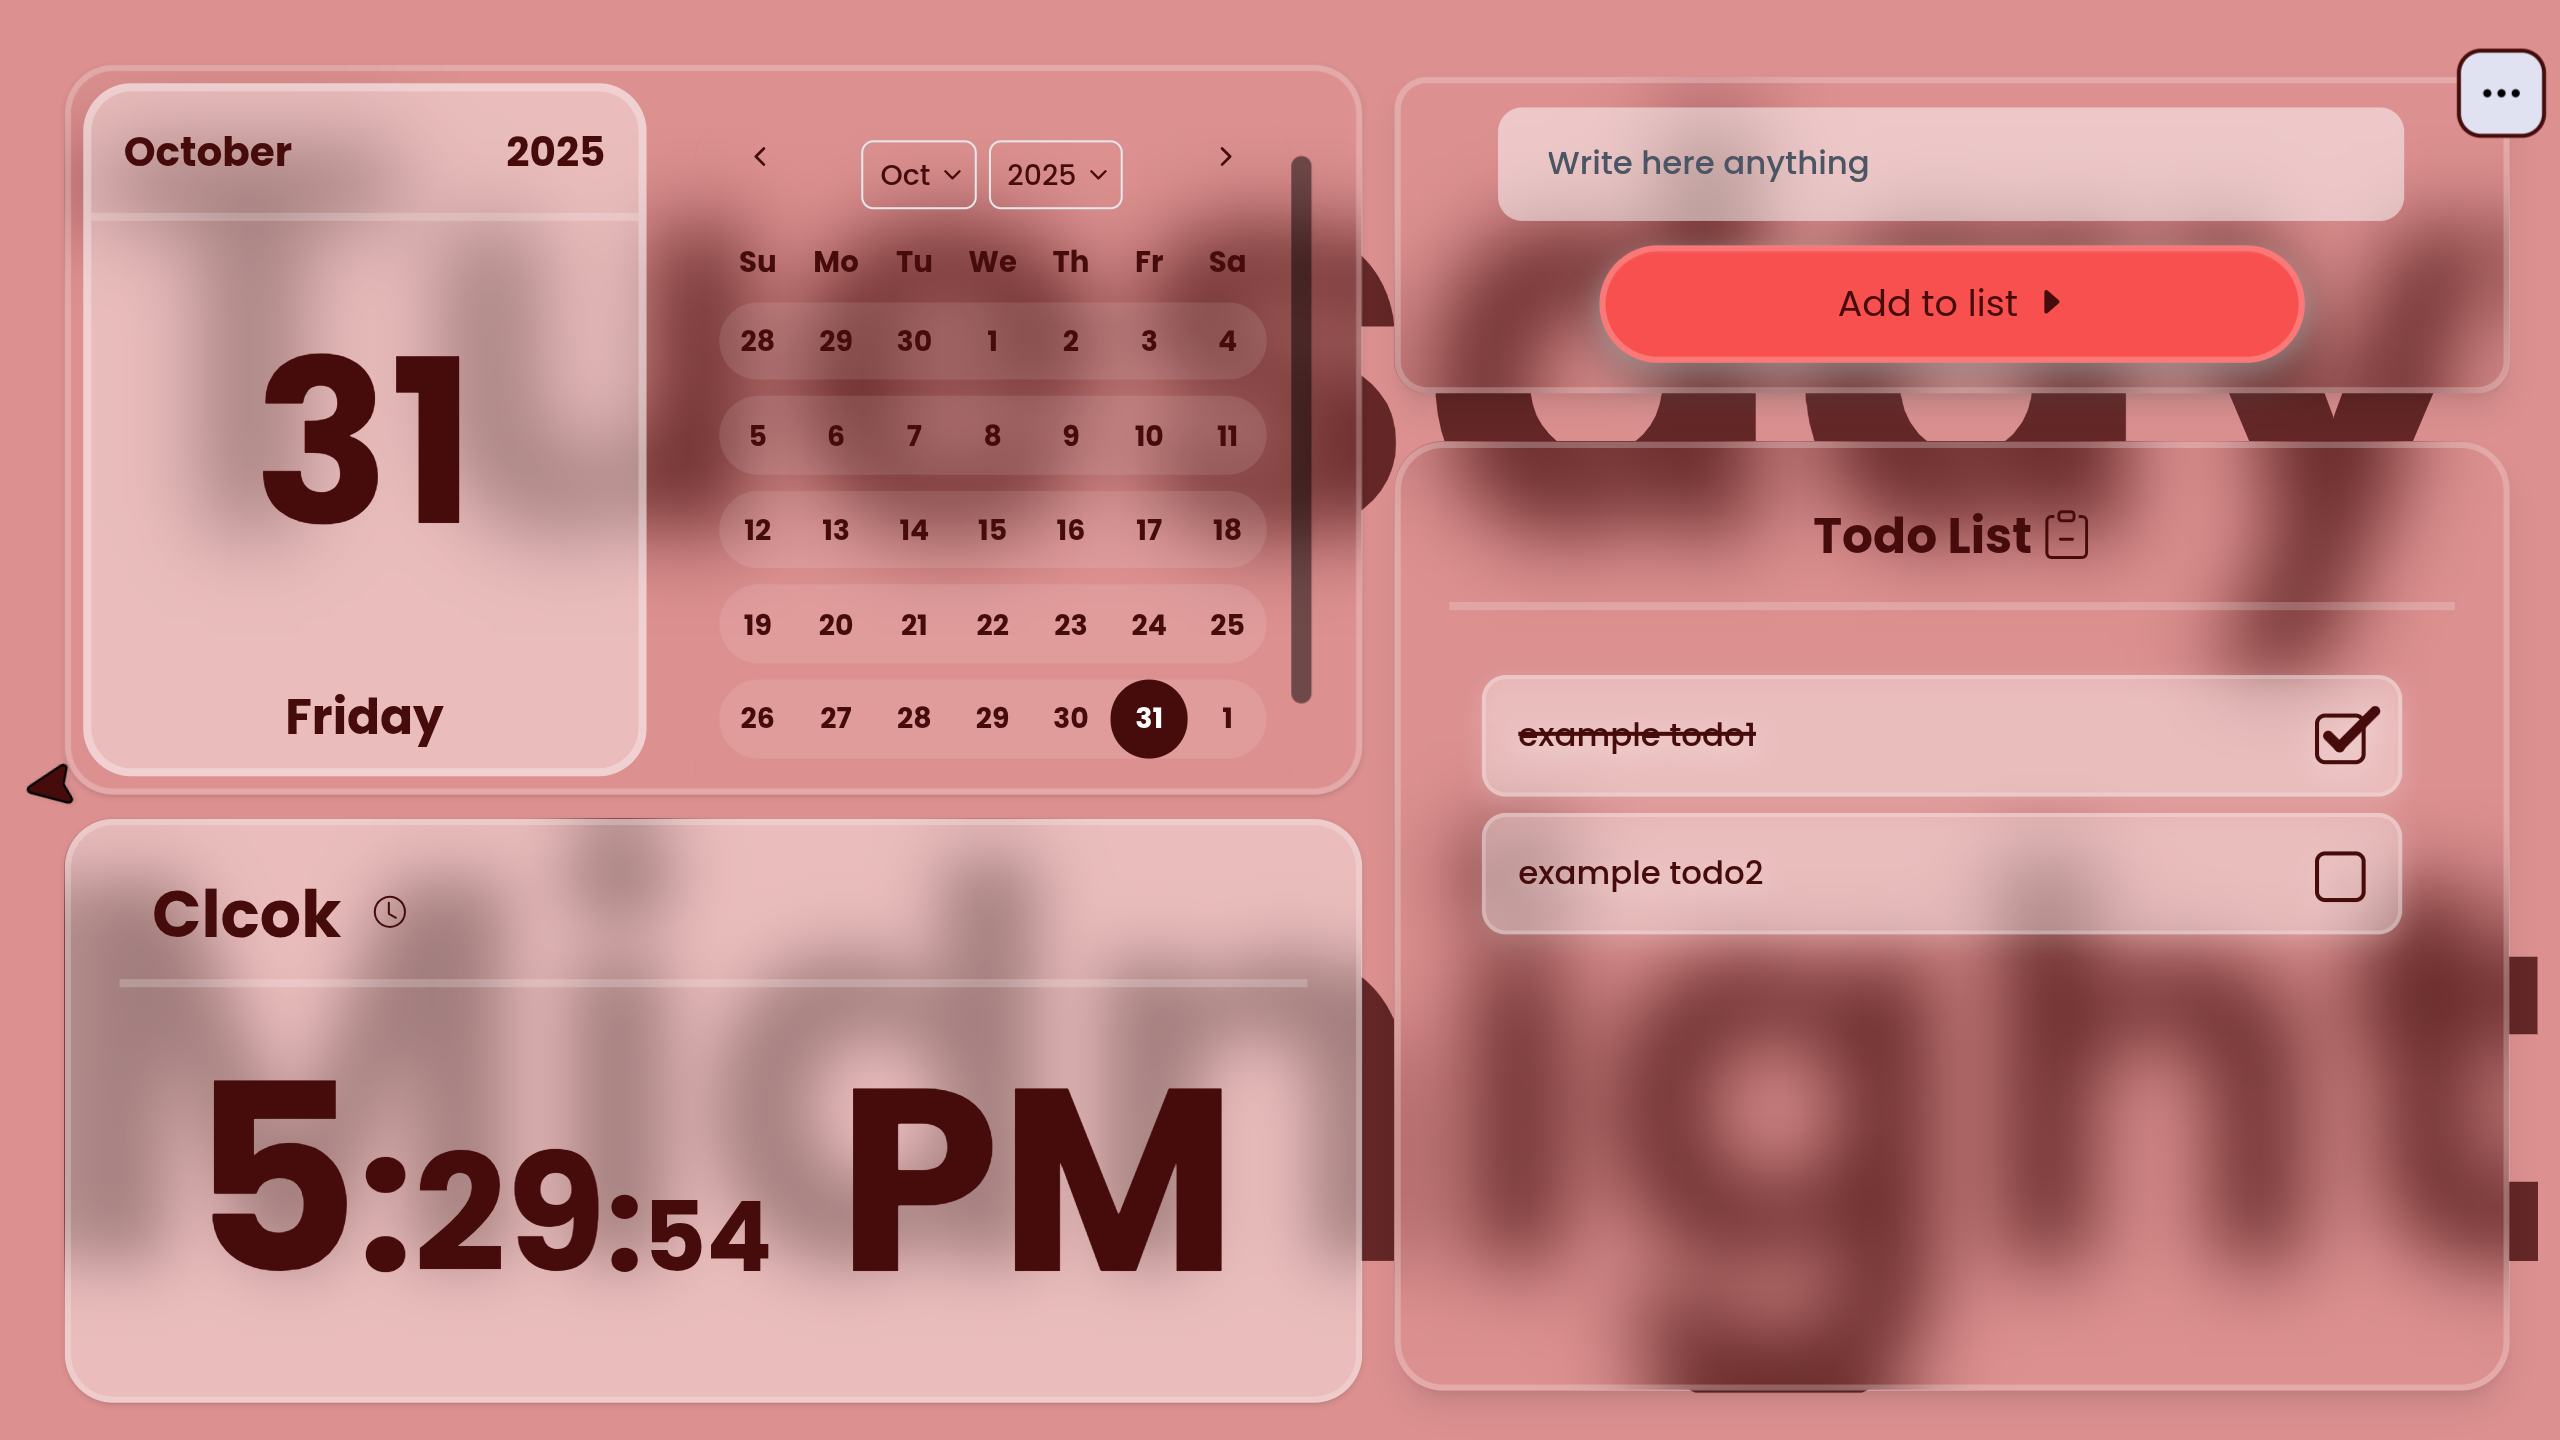 October 2025
31
Friday
Oct 2025
Su Mo Tu We Th Fr Sa
28 29 30 1 2 3 4
5 6 7 8 9 10 11
12 13 14 15 16 17 18
19 20 21 22 23 24 25
26 27 28 29 30 31 1
Clcok
5:29:54 PM
Write here anything
Add to list
Todo List
example todo1
example todo2